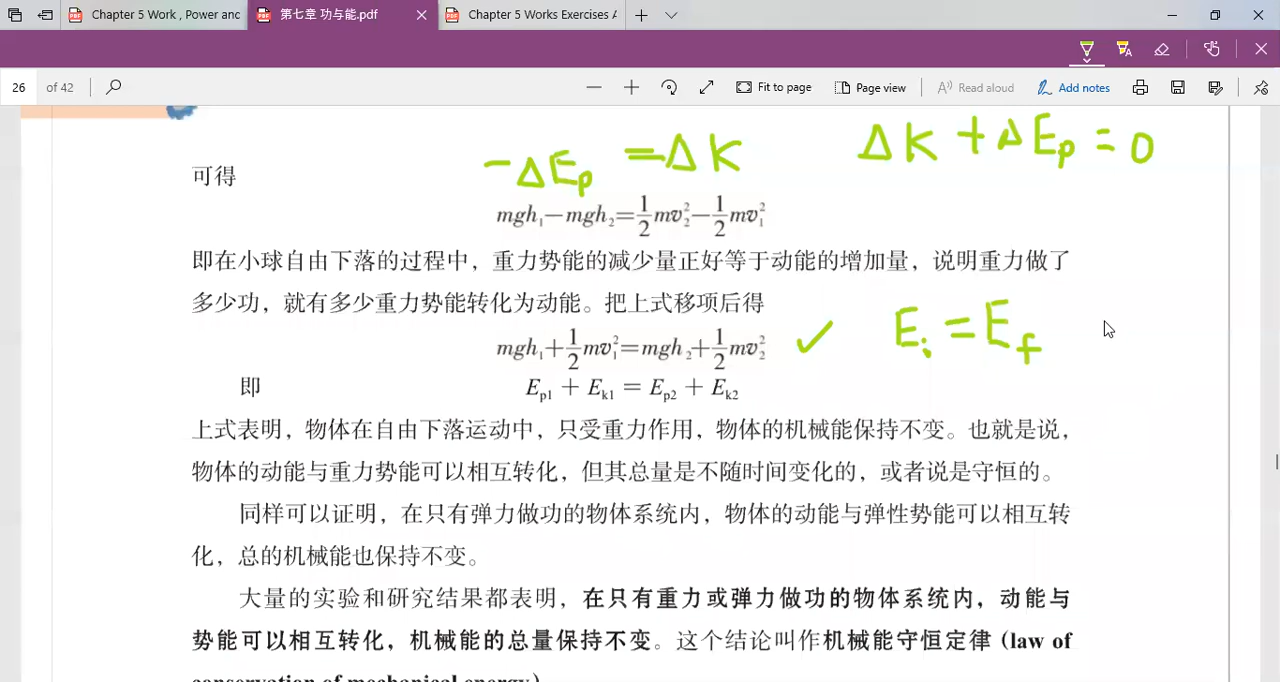 Chapter 5 Work , Power anc
第七章 功与能.pdf
Chapter 5 Works Exercises A
26 of 42
Fit to page
Page view
Read aloud
Add notes
-ΔEp = ΔK
ΔK + ΔEp = 0
可得
mgh₁−mgh₂=½mv₂²−½mv₁²
即在小球自由下落的过程中，重力势能的减少量正好等于动能的增加量，说明重力做了
多少功，就有多少重力势能转化为动能。把上式移项后得
mgh₁+½mv₁²=mgh₂+½mv₂² ✓
Ei = Ef
即 Ep1 + Ek1 = Ep2 + Ek2
上式表明，物体在自由下落运动中，只受重力作用，物体的机械能保持不变。也就是说，
物体的动能与重力势能可以相互转化，但其总量是不随时间变化的，或者说是守恒的。
同样可以证明，在只有弹力做功的物体系统内，物体的动能与弹性势能可以相互转
化，总的机械能也保持不变。
大量的实验和研究结果都表明，在只有重力或弹力做功的物体系统内，动能与
势能可以相互转化，机械能的总量保持不变。这个结论叫作机械能守恒定律 (law of
conservation of mechanical energy)